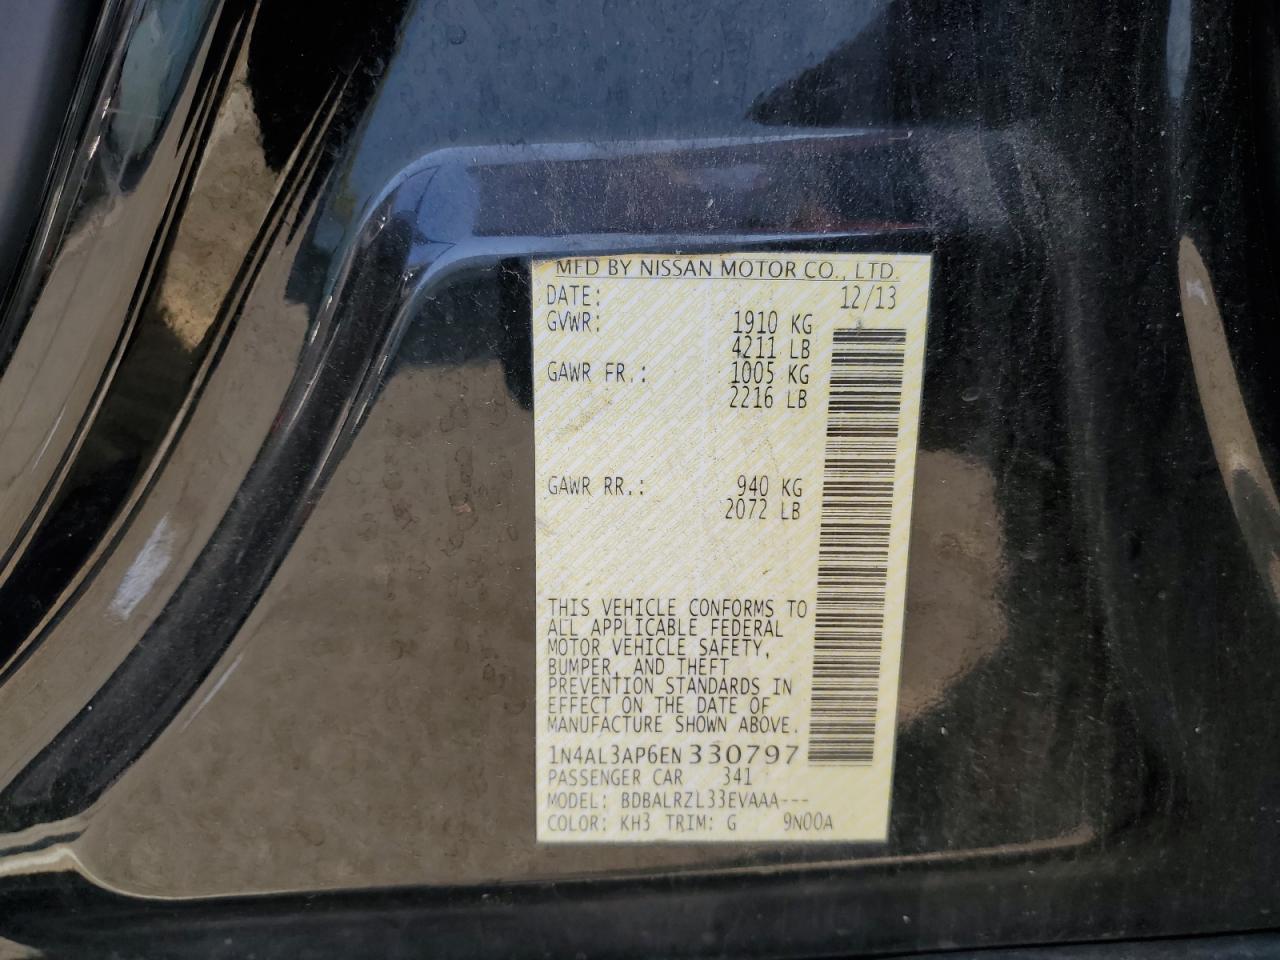 MFD BY NISSAN MOTOR CO., LTD.
DATE: 12/13
GVWR: 1910 KG
4211 LB
GAWR FR.: 1005 KG
2216 LB
GAWR RR.: 940 KG
2072 LB
THIS VEHICLE CONFORMS TO
ALL APPLICABLE FEDERAL
MOTOR VEHICLE SAFETY,
BUMPER, AND THEFT
PREVENTION STANDARDS IN
EFFECT ON THE DATE OF
MANUFACTURE SHOWN ABOVE.
1N4AL3AP6EN330797
PASSENGER CAR 341
MODEL: BDBALRZL33EVAAA---
COLOR: KH3 TRIM: G 9N00A